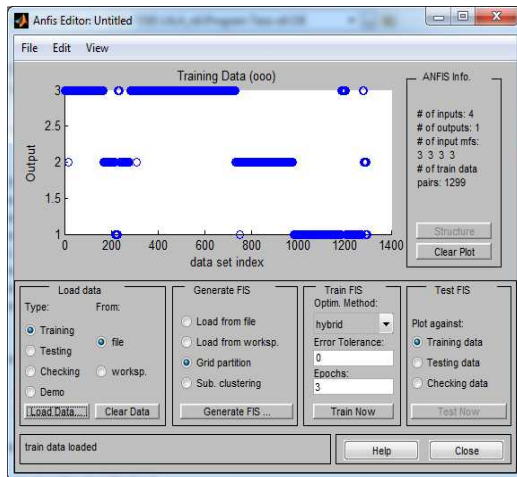 Anfis Editor: Untitled
File Edit View
Training Data (ooo)
3
2.5
2
1.5
1
Output
0 200 400 600 800 1000 1200 1400
data set index
ANFIS Info.
# of inputs: 4
# of outputs: 1
# of input mfs:
3 3 3 3
# of train data
pairs: 1299
Structure
Clear Plot
Load data
Type: From:
Training
Testing
Checking
Demo
file
worksp.
Load Data...
Clear Data
Generate FIS
Load from file
Load from worksp.
Grid partition
Sub. clustering
Generate FIS ...
Train FIS
Optim. Method:
hybrid
Error Tolerance:
0
Epochs:
3
Train Now
Test FIS
Plot against:
Training data
Testing data
Checking data
Test Now
train data loaded
Help
Close